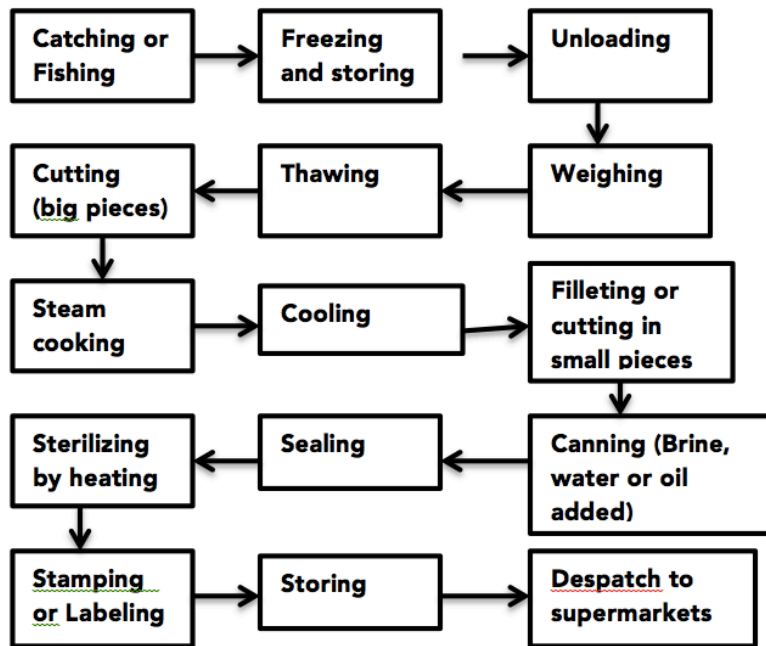 Catching or
Fishing
Freezing
and storing
Unloading
Weighing
Thawing
Cutting
(big pieces)
Steam
cooking
Cooling
Filleting or
cutting in
small pieces
Canning (Brine,
water or oil
added)
Sealing
Sterilizing
by heating
Stamping
or Labeling
Storing
Despatch to
supermarkets